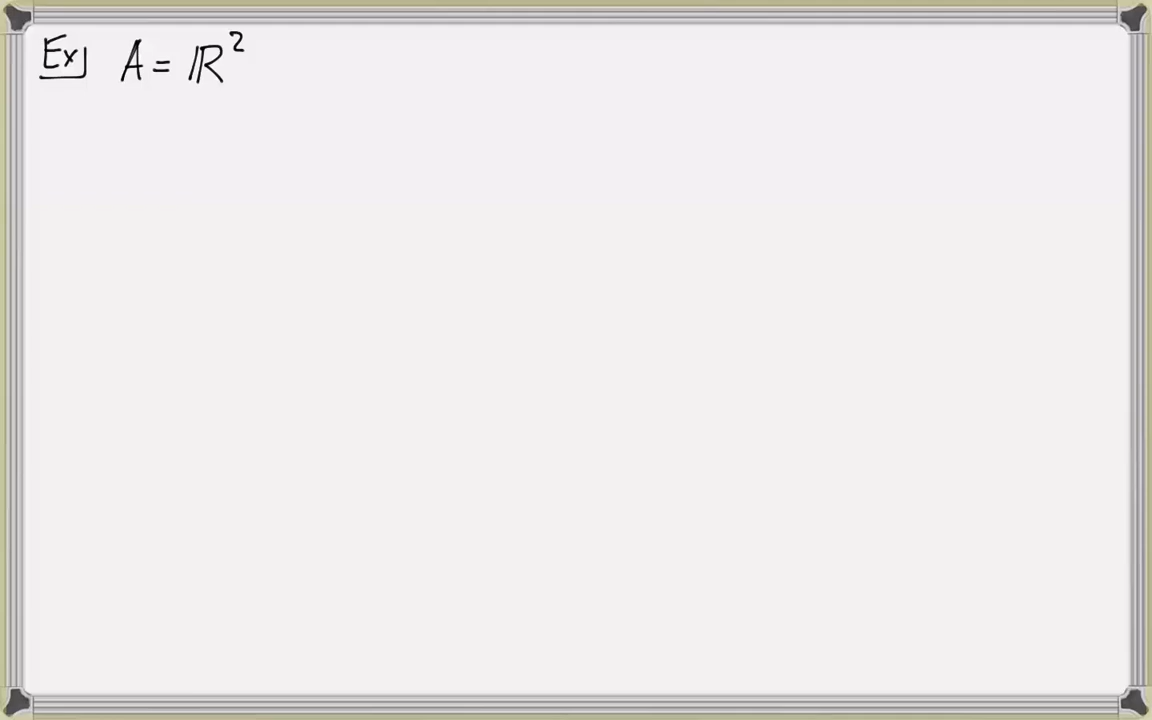 Ex A = ℝ²